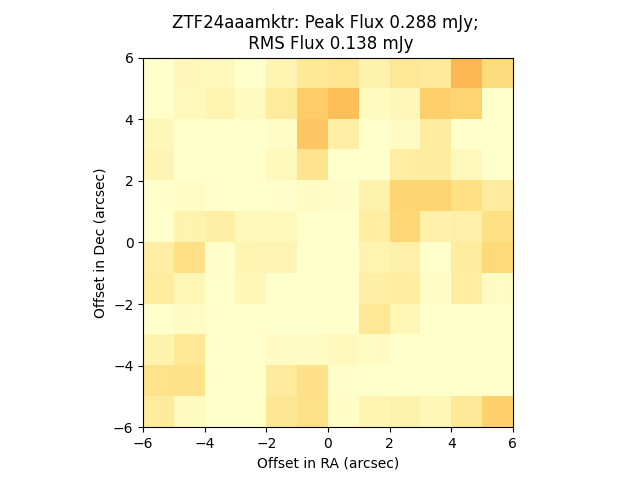 ZTF24aaamktr: Peak Flux 0.288 mJy;
RMS Flux 0.138 mJy
6
4
2
0
−2
−4
−6
Offset in Dec (arcsec)
−6 −4 −2 0 2 4 6
Offset in RA (arcsec)